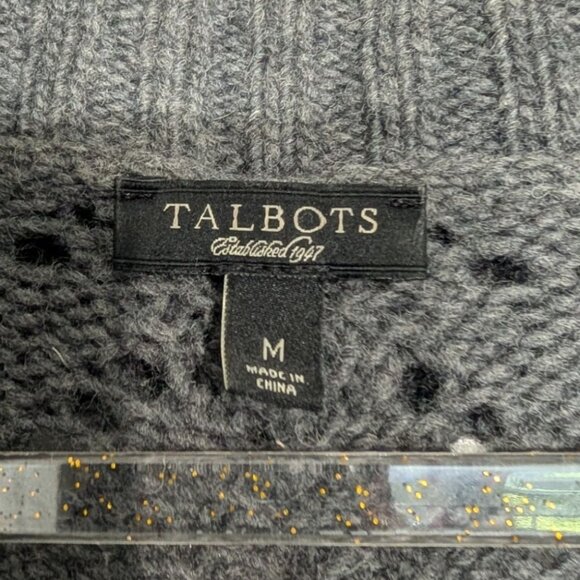 TALBOTS
Established 1947
M
MADE IN
CHINA